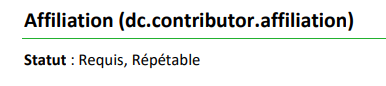 Affiliation (dc.contributor.affiliation)
Statut : Requis, Répétable